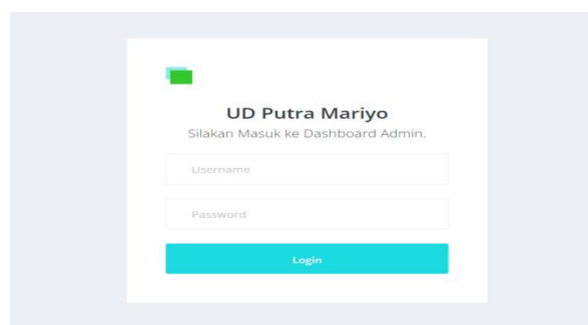 UD Putra Mariyo
Silakan Masuk ke Dashboard Admin.
Username
Password
Login